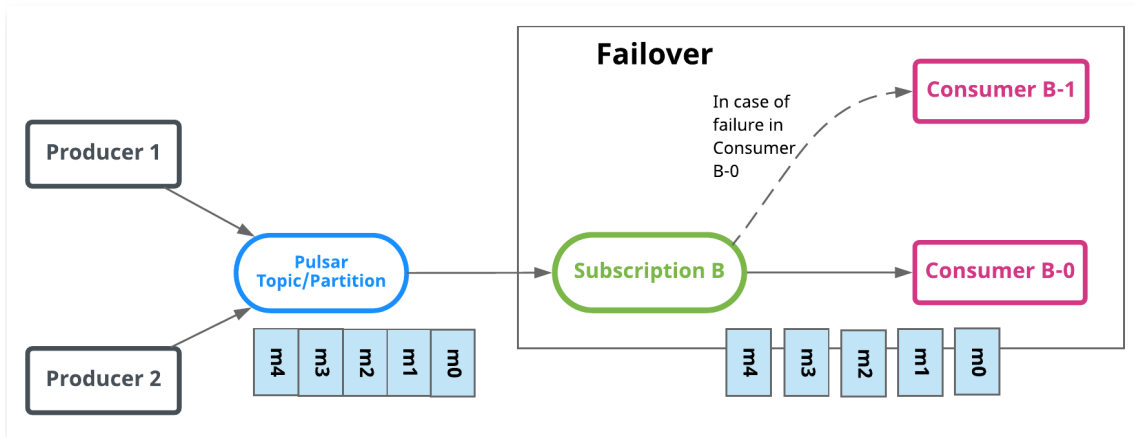 Failover
Producer 1
Producer 2
Pulsar
Topic/Partition
m4
m3
m2
m1
m0
Subscription B
In case of
failure in
Consumer
B-0
Consumer B-1
Consumer B-0
m4
m3
m2
m1
m0